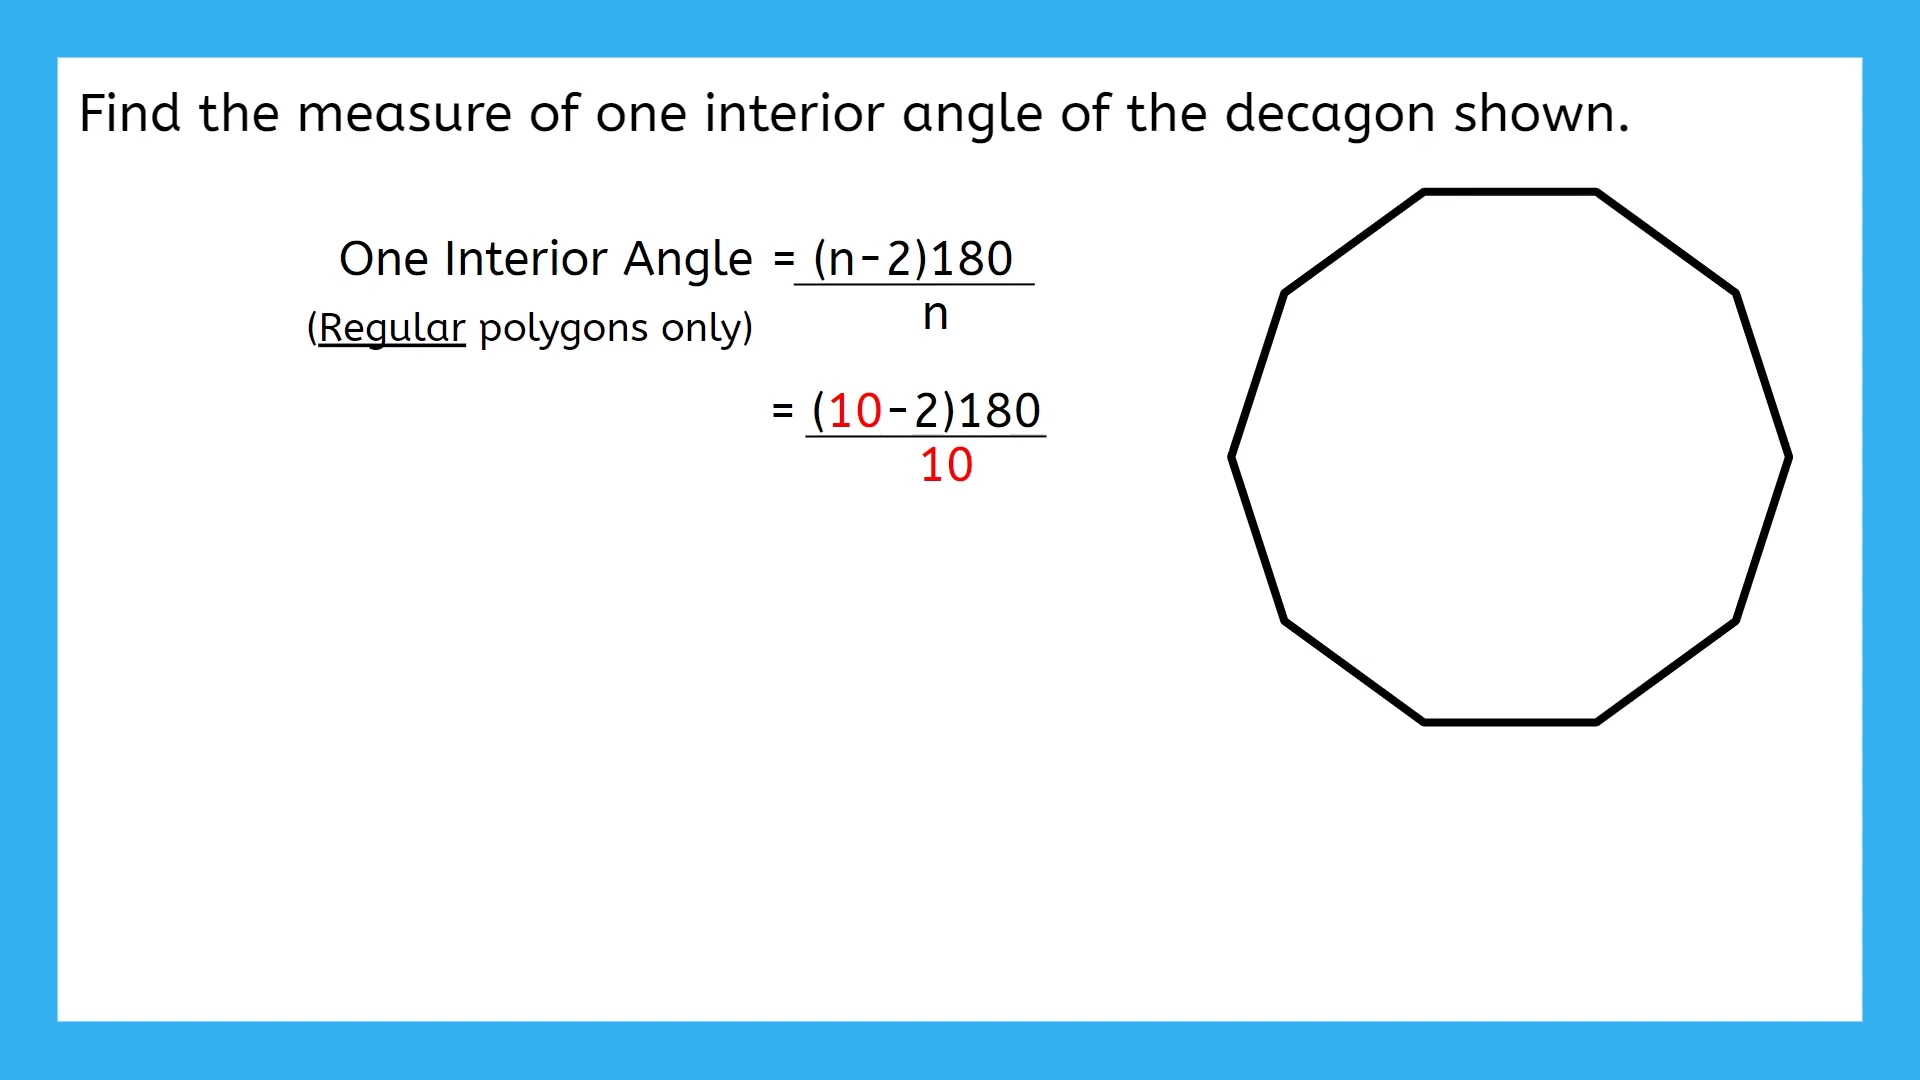 Find the measure of one interior angle of the decagon shown.
One Interior Angle = (n-2)180
n
(Regular polygons only)
= (10-2)180
10